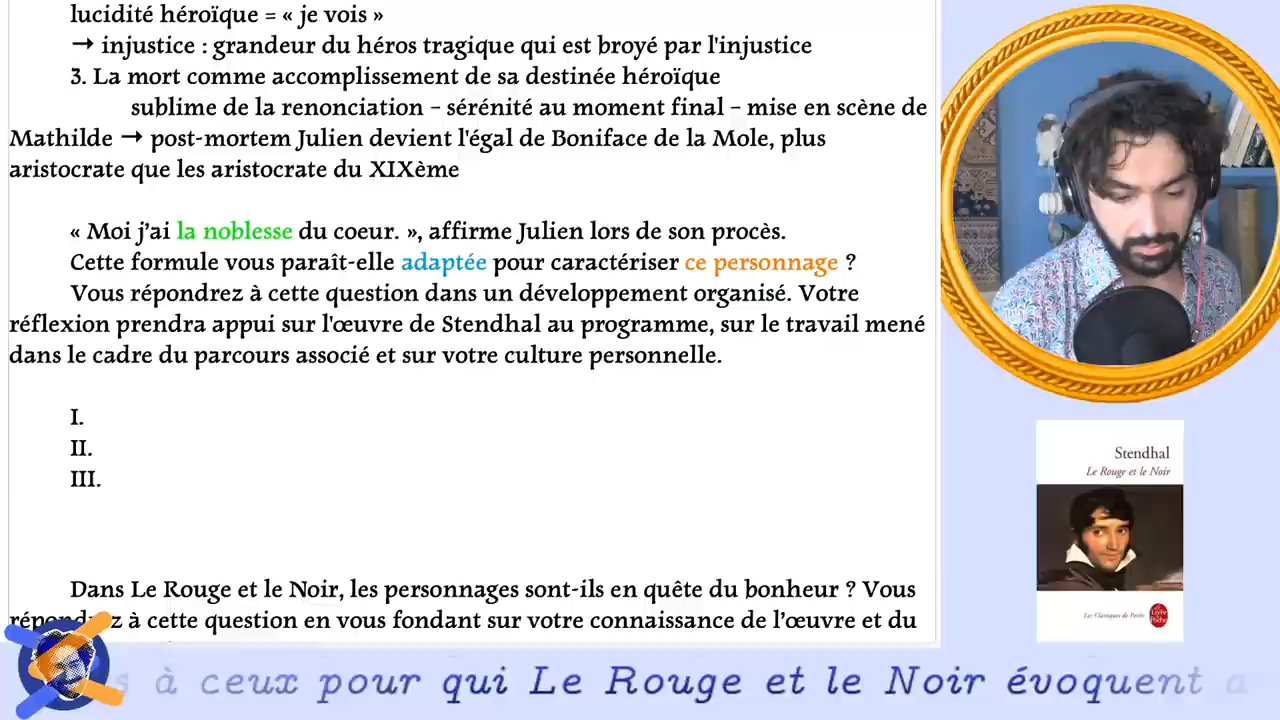 lucidité héroïque = « je vois »
→ injustice : grandeur du héros tragique qui est broyé par l'injustice
3. La mort comme accomplissement de sa destinée héroïque
sublime de la renonciation – sérénité au moment final – mise en scène de
Mathilde → post-mortem Julien devient l'égal de Boniface de la Mole, plus
aristocrate que les aristocrate du XIXème
« Moi j'ai la noblesse du coeur. », affirme Julien lors de son procès.
Cette formule vous paraît-elle adaptée pour caractériser ce personnage ?
Vous répondrez à cette question dans un développement organisé. Votre
réflexion prendra appui sur l'œuvre de Stendhal au programme, sur le travail mené
dans le cadre du parcours associé et sur votre culture personnelle.
I.
II.
III.
Dans Le Rouge et le Noir, les personnages sont-ils en quête du bonheur ? Vous
à cette question en vous fondant sur votre connaissance de l'œuvre et du
Stendhal
Le Rouge et le Noir
Les Classiques de Poche
Le Livre de Poche
à ceux pour qui Le Rouge et le Noir évoquent